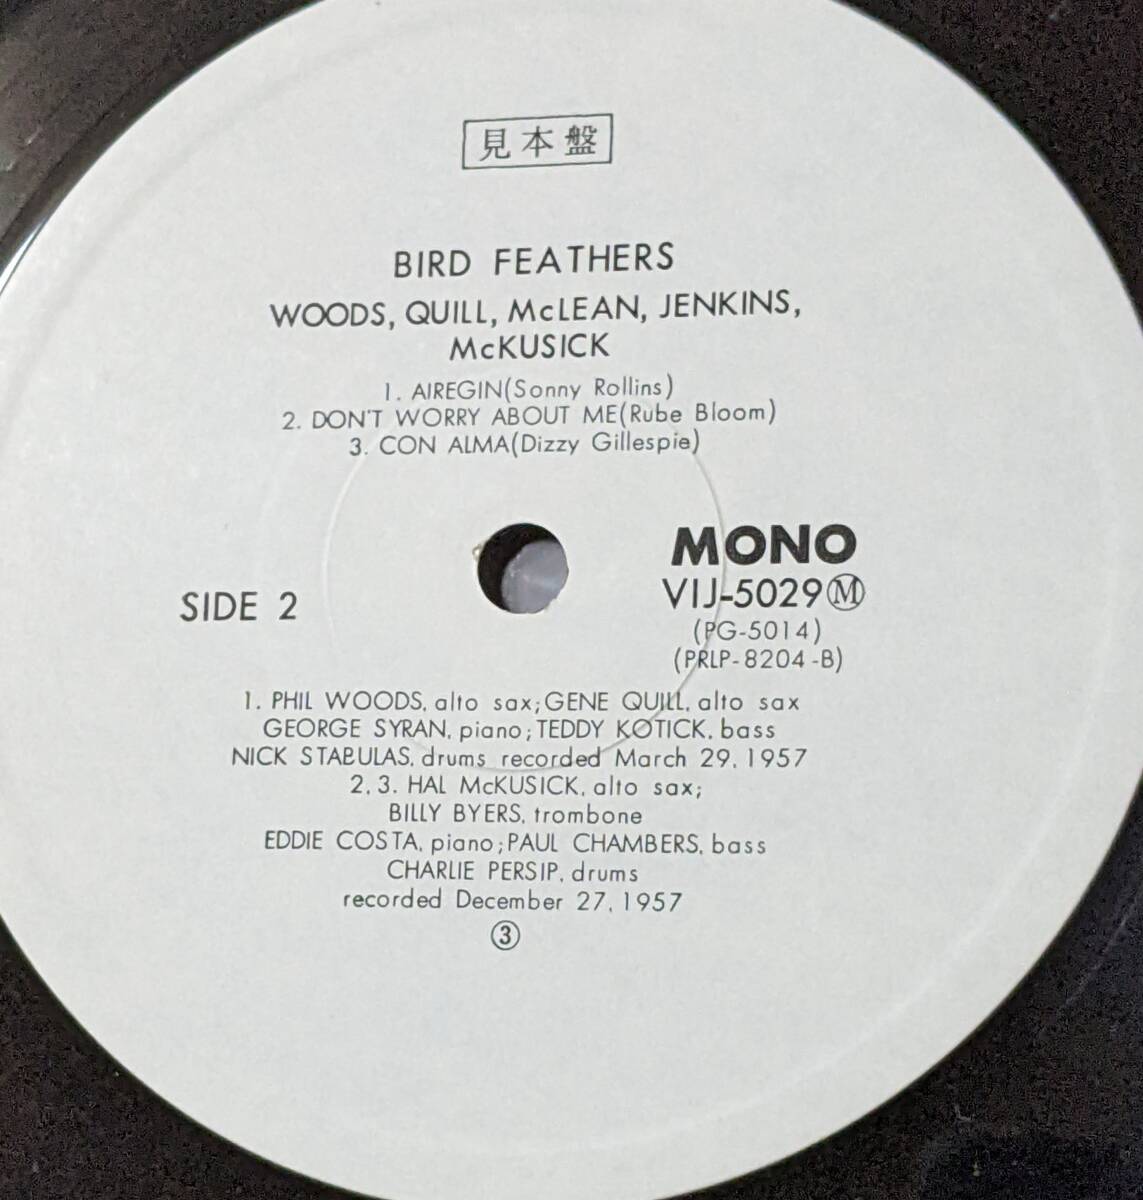 見本盤
BIRD FEATHERS
WOODS, QUILL, McLEAN, JENKINS,
McKUSICK
1. AIREGIN(Sonny Rollins)
2. DON'T WORRY ABOUT ME(Rube Bloom)
3. CON ALMA(Dizzy Gillespie)
MONO
SIDE 2
VIJ-5029Ⓜ
(PG-5014)
(PRLP-8204-B)
1. PHIL WOODS, alto sax; GENE QUILL, alto sax
GEORGE SYRAN, piano; TEDDY KOTICK, bass
NICK STABULAS, drums recorded March 29, 1957
2, 3. HAL McKUSICK, alto sax;
BILLY BYERS, trombone
EDDIE COSTA, piano; PAUL CHAMBERS, bass
CHARLIE PERSIP, drums
recorded December 27, 1957
③